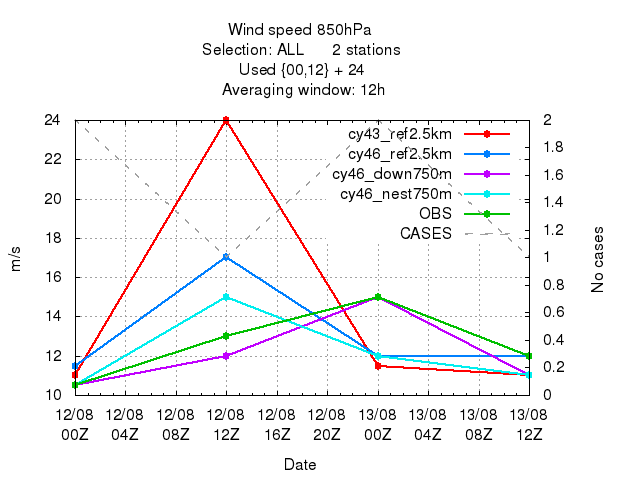 Wind speed 850hPa
Selection: ALL 2 stations
Used {00,12} + 24
Averaging window: 12h
cy43_ref2.5km
cy46_ref2.5km
cy46_down750m
cy46_nest750m
OBS
CASES
24
22
20
18
16
14
12
10
m/s
2
1.8
1.6
1.4
1.2
1
0.8
0.6
0.4
0.2
0
No cases
12/08 12/08 12/08 12/08 12/08 12/08 13/08 13/08 13/08 13/08
00Z 04Z 08Z 12Z 16Z 20Z 00Z 04Z 08Z 12Z
Date